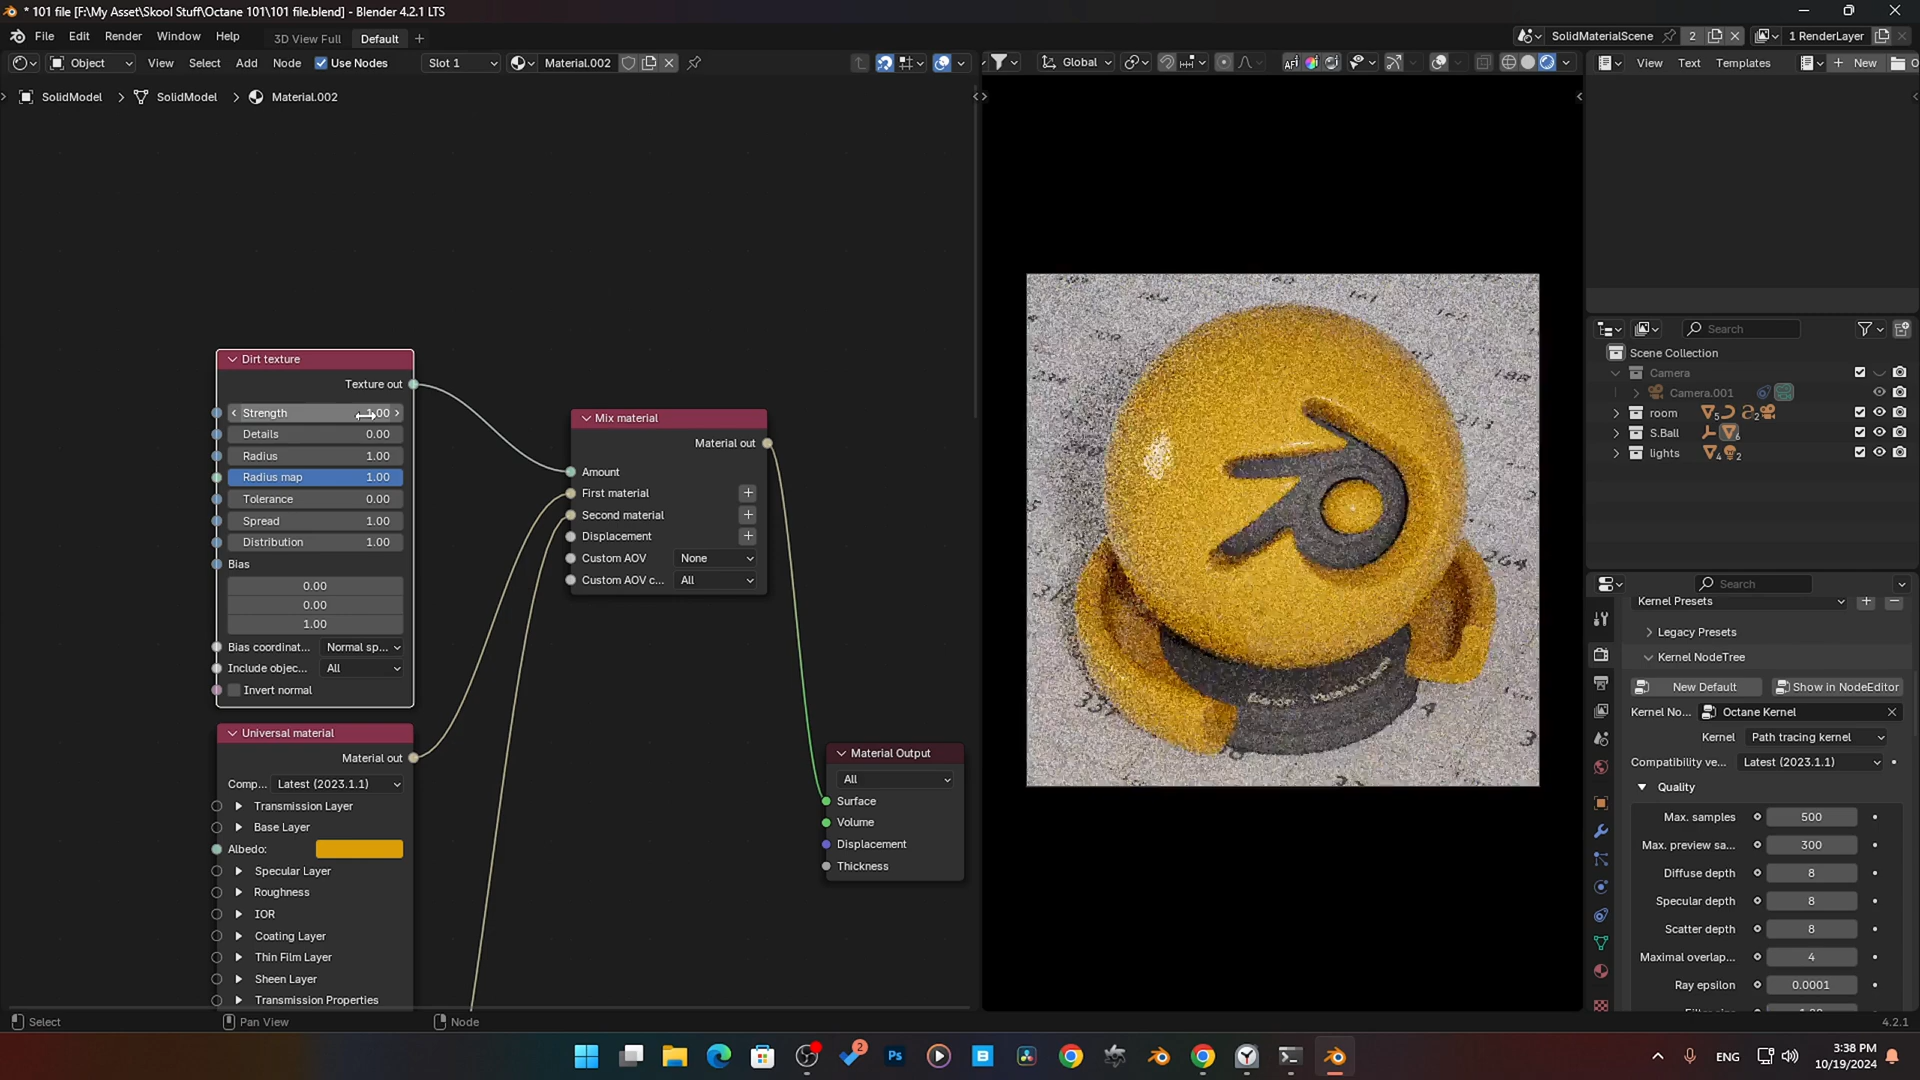 * 101 file [F:\My Asset\Skool Stuff\Octane 101\101 file.blend] - Blender 4.2.1 LTS
File Edit Render Window Help 3D View Full Default
SolidMaterialScene 2 1 RenderLayer
Object View Select Add Node Use Nodes Slot 1 Material.002
Global
View Text Templates New
SolidModel > SolidModel > Material.002
Dirt texture
Texture out
Strength 1.00
Details 0.00
Radius 1.00
Radius map 1.00
Tolerance 0.00
Spread 1.00
Distribution 1.00
Bias
0.00
0.00
1.00
Bias coordinat... Normal sp...
Include objec... All
Invert normal
Universal material
Material out
Comp... Latest (2023.1.1)
Transmission Layer
Base Layer
Albedo:
Specular Layer
Roughness
IOR
Coating Layer
Thin Film Layer
Sheen Layer
Transmission Properties
Mix material
Material out
Amount
First material
Second material
Displacement
Custom AOV None
Custom AOV c... All
Material Output
All
Surface
Volume
Displacement
Thickness
Search
Scene Collection
Camera
Camera.001
room 5 2
S.Ball 6
lights 4 2
Search
Kernel Presets
Legacy Presets
Kernel NodeTree
New Default Show in NodeEditor
Kernel No... Octane Kernel
Kernel Path tracing kernel
Compatibility ve... Latest (2023.1.1)
Quality
Max. samples 500
Max. preview sa... 300
Diffuse depth 8
Specular depth 8
Scatter depth 8
Maximal overlap... 4
Ray epsilon 0.0001
Select Pan View Node
4.2.1
2
Ps
ENG
3:38 PM
10/19/2024